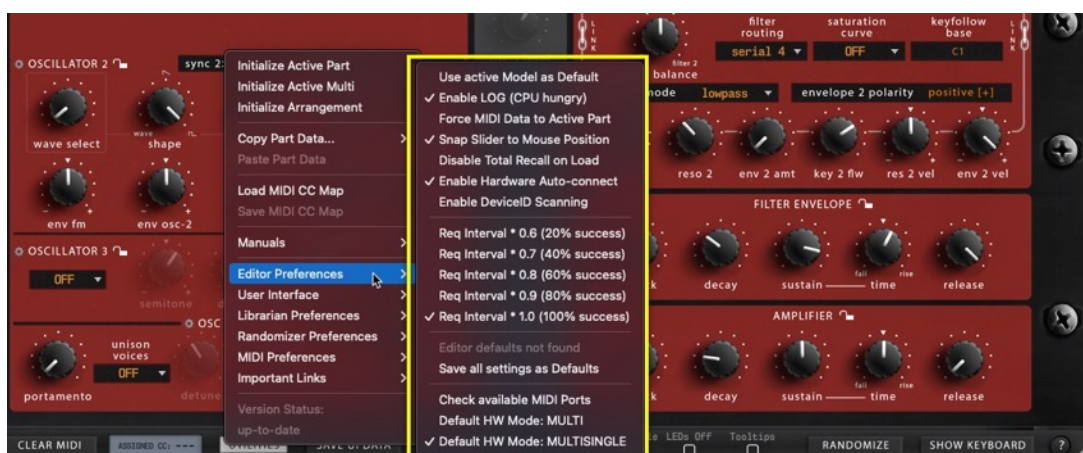 filter routing
saturation curve
keyfollow base
LINK
LINK
serial 4
OFF
C1
filter 2
balance
OSCILLATOR 2
sync 2:
mode
lowpass
envelope 2 polarity
positive [+]
wave
wave select
shape
reso 2
env 2 amt
key 2 flw
res 2 vel
env 2 vel
env fm
env osc-2
OSCILLATOR 3
OFF
semitone
OSC
unison voices
OFF
portamento
detune
Initialize Active Part
Initialize Active Multi
Initialize Arrangement
Copy Part Data...
Paste Part Data
Load MIDI CC Map
Save MIDI CC Map
Manuals
Editor Preferences
User Interface
Librarian Preferences
Randomizer Preferences
MIDI Preferences
Important Links
Version Status:
up-to-date
Use active Model as Default
✓ Enable LOG (CPU hungry)
Force MIDI Data to Active Part
✓ Snap Slider to Mouse Position
Disable Total Recall on Load
✓ Enable Hardware Auto-connect
Enable DeviceID Scanning
Req Interval * 0.6 (20% success)
Req Interval * 0.7 (40% success)
Req Interval * 0.8 (60% success)
Req Interval * 0.9 (80% success)
✓ Req Interval * 1.0 (100% success)
Editor defaults not found
Save all settings as Defaults
Check available MIDI Ports
Default HW Mode: MULTI
✓ Default HW Mode: MULTISINGLE
FILTER ENVELOPE
fall
rise
decay
sustain
time
release
AMPLIFIER
fall
rise
decay
sustain
time
release
CLEAR MIDI
ASSIGNED CC: ---
UTILITIES
LEDs Off
Tooltips
RANDOMIZE
SHOW KEYBOARD
?